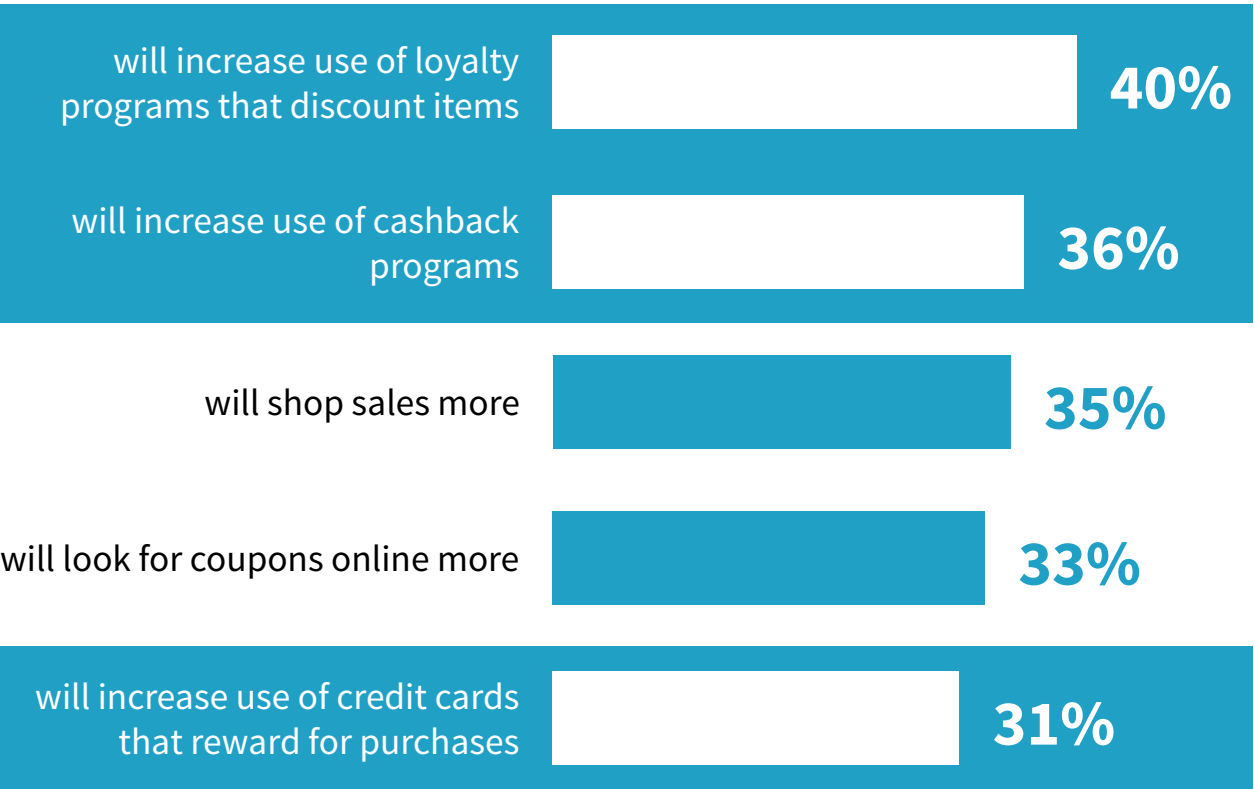 will increase use of loyalty
programs that discount items
40%
will increase use of cashback
programs
36%
will shop sales more
35%
will look for coupons online more
33%
will increase use of credit cards
that reward for purchases
31%